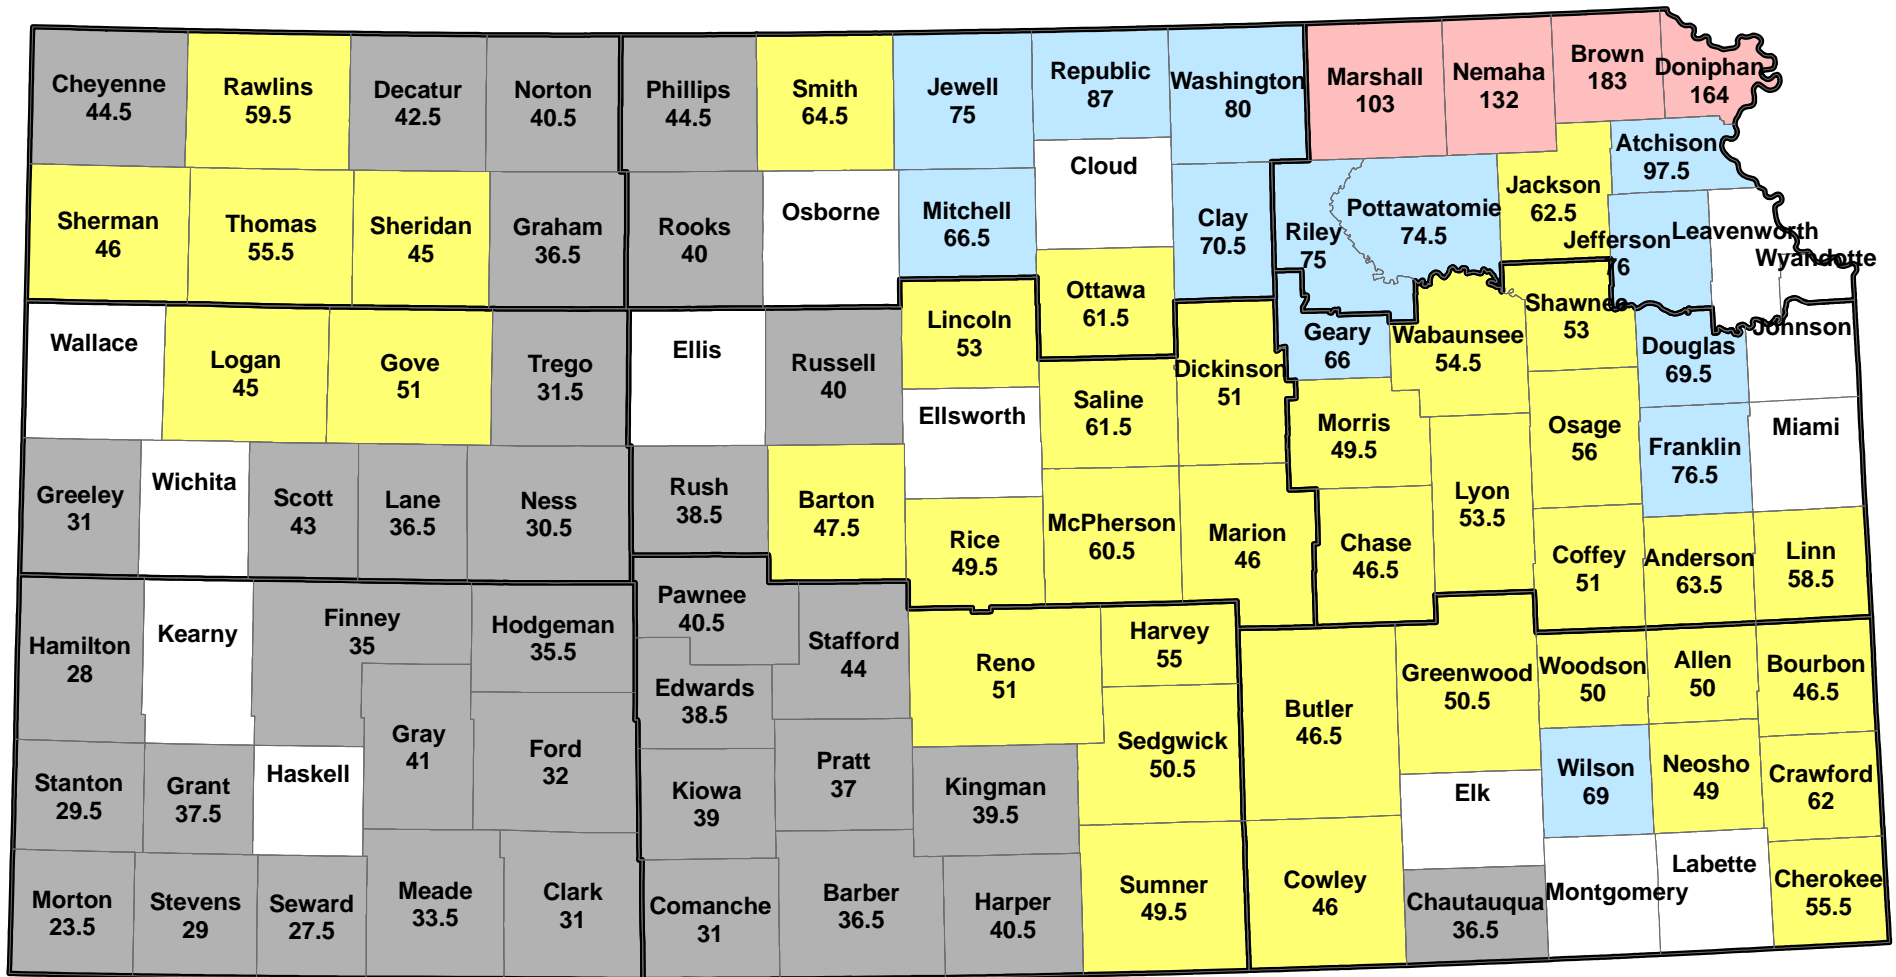 Cheyenne
44.5
Rawlins
59.5
Decatur
42.5
Norton
40.5
Phillips
44.5
Smith
64.5
Jewell
75
Republic
87
Washington
80
Marshall
103
Nemaha
132
Brown
183
Doniphan
164
Atchison
97.5
Cloud
Sherman
46
Thomas
55.5
Sheridan
45
Graham
36.5
Rooks
40
Osborne
Mitchell
66.5
Clay
70.5
Riley
75
Pottawatomie
74.5
Jackson
62.5
Jefferson
76
Leavenworth
Wyandotte
Ottawa
61.5
Lincoln
53
Shawnee
53
Wallace
Logan
45
Gove
51
Trego
31.5
Ellis
Russell
40
Dickinson
51
Geary
66
Wabaunsee
54.5
Douglas
69.5
Johnson
Ellsworth
Saline
61.5
Morris
49.5
Osage
56
Franklin
76.5
Miami
Greeley
31
Wichita
Scott
43
Lane
36.5
Ness
30.5
Rush
38.5
Barton
47.5
Rice
49.5
McPherson
60.5
Marion
46
Chase
46.5
Lyon
53.5
Coffey
51
Anderson
63.5
Linn
58.5
Hamilton
28
Kearny
Finney
35
Hodgeman
35.5
Pawnee
40.5
Stafford
44
Edwards
38.5
Reno
51
Harvey
55
Butler
46.5
Greenwood
50.5
Woodson
50
Allen
50
Bourbon
46.5
Gray
41
Ford
32
Sedgwick
50.5
Stanton
29.5
Grant
37.5
Haskell
Kiowa
39
Pratt
37
Kingman
39.5
Elk
Wilson
69
Neosho
49
Crawford
62
Morton
23.5
Stevens
29
Seward
27.5
Meade
33.5
Clark
31
Comanche
31
Barber
36.5
Harper
40.5
Sumner
49.5
Cowley
46
Chautauqua
36.5
Montgomery
Labette
Cherokee
55.5